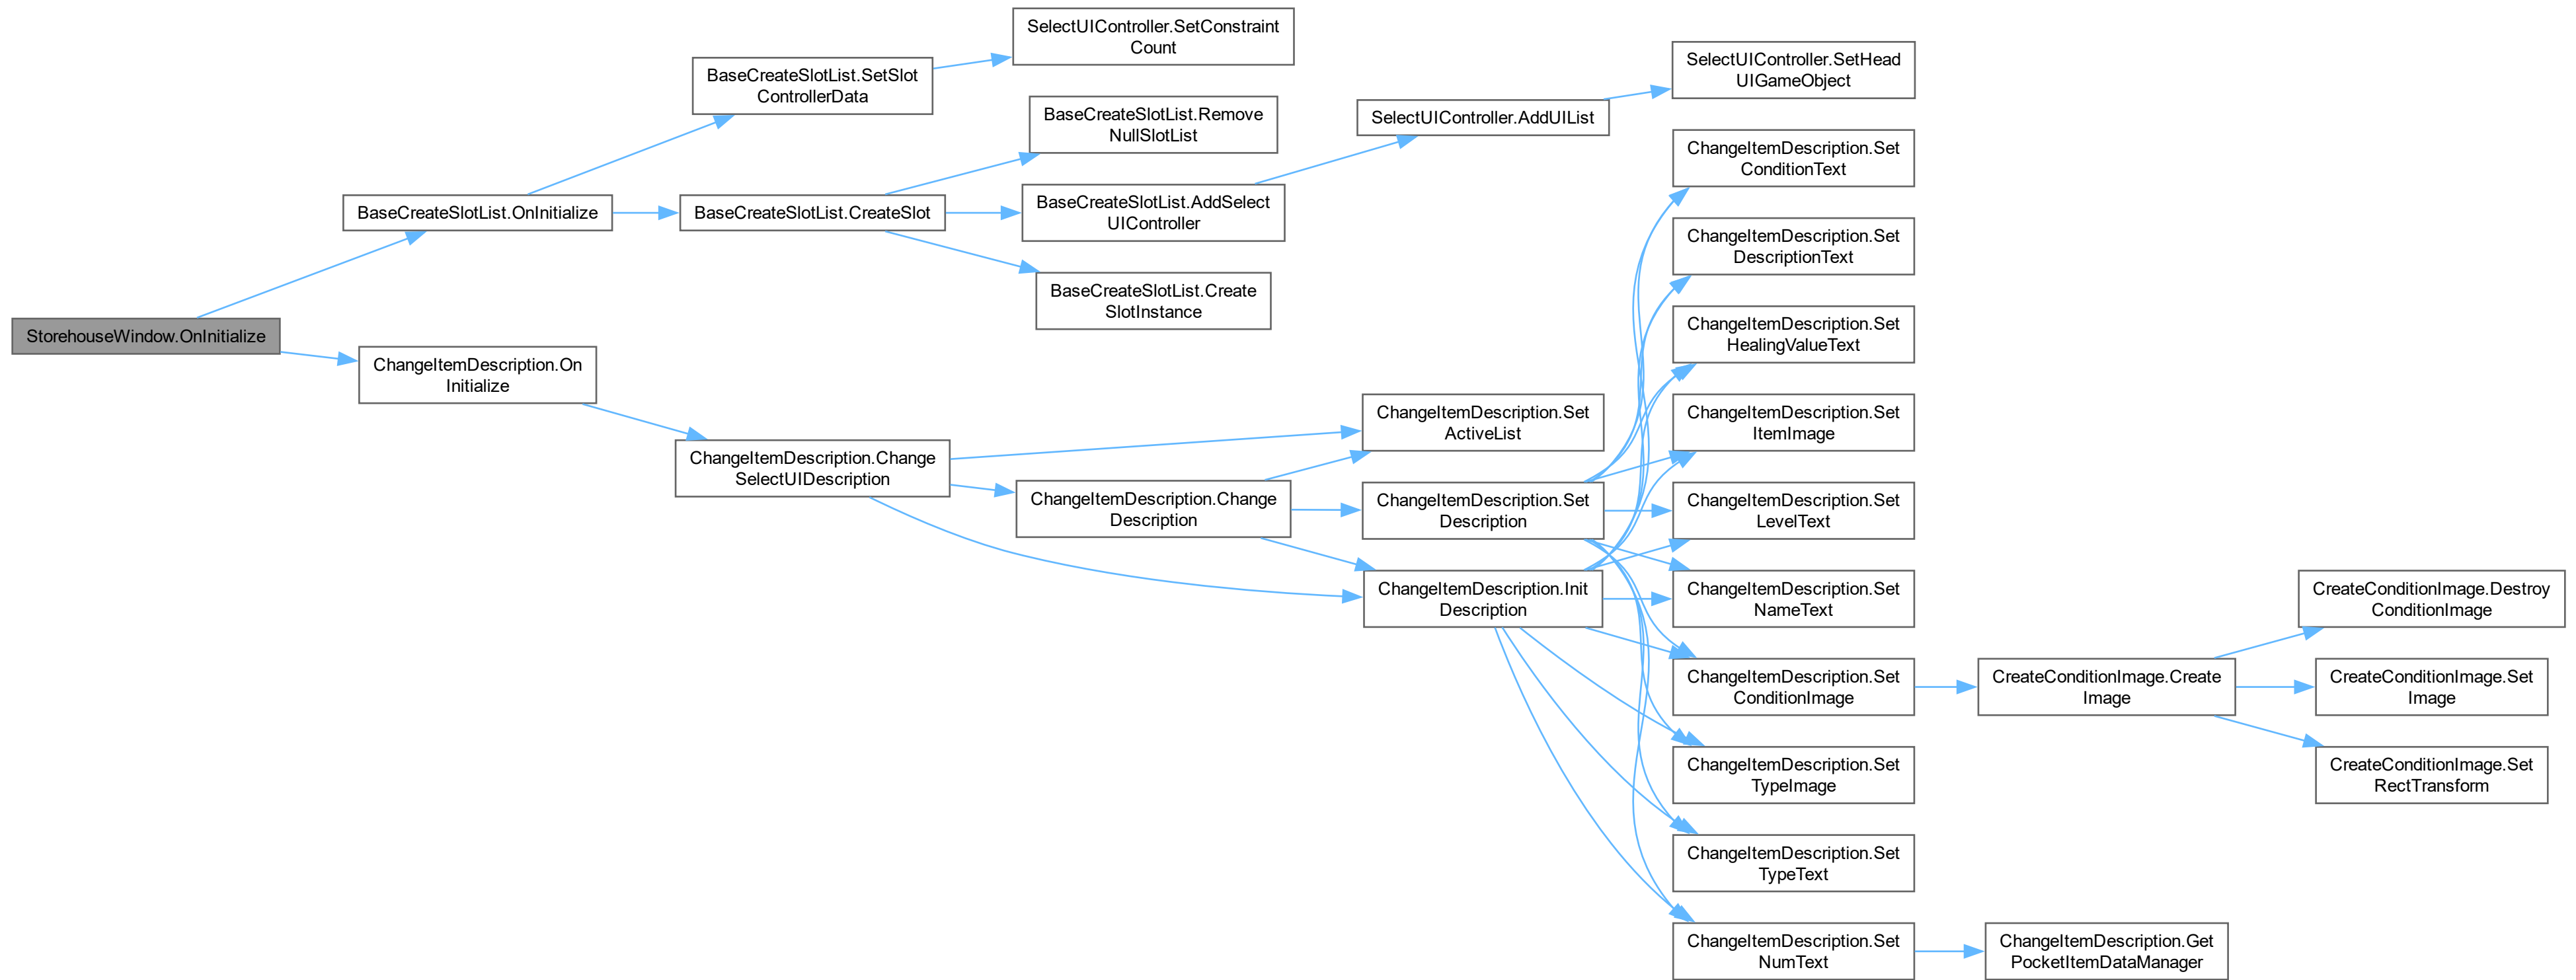 StorehouseWindow.OnInitialize
BaseCreateSlotList.OnInitialize
ChangeItemDescription.On
Initialize
BaseCreateSlotList.SetSlot
ControllerData
BaseCreateSlotList.CreateSlot
ChangeItemDescription.Change
SelectUIDescription
SelectUIController.SetConstraint
Count
BaseCreateSlotList.Remove
NullSlotList
BaseCreateSlotList.AddSelect
UIController
BaseCreateSlotList.Create
SlotInstance
ChangeItemDescription.Change
Description
SelectUIController.AddUIList
ChangeItemDescription.Set
ActiveList
ChangeItemDescription.Set
Description
ChangeItemDescription.Init
Description
SelectUIController.SetHead
UIGameObject
ChangeItemDescription.Set
ConditionText
ChangeItemDescription.Set
DescriptionText
ChangeItemDescription.Set
HealingValueText
ChangeItemDescription.Set
ItemImage
ChangeItemDescription.Set
LevelText
ChangeItemDescription.Set
NameText
ChangeItemDescription.Set
ConditionImage
ChangeItemDescription.Set
TypeImage
ChangeItemDescription.Set
TypeText
ChangeItemDescription.Set
NumText
CreateConditionImage.Create
Image
ChangeItemDescription.Get
PocketItemDataManager
CreateConditionImage.Destroy
ConditionImage
CreateConditionImage.Set
Image
CreateConditionImage.Set
RectTransform